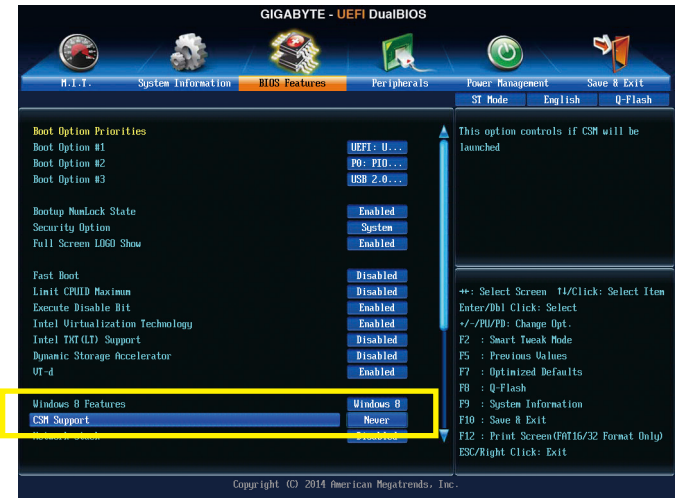 GIGABYTE - UEFI DualBIOS
M.I.T. System Information BIOS Features Peripherals Power Management Save & Exit
ST Mode English Q-Flash
Boot Option Priorities
Boot Option #1 UEFI: U...
Boot Option #2 P0: PIO...
Boot Option #3 USB 2.0...
Bootup NumLock State Enabled
Security Option System
Full Screen LOGO Show Enabled
Fast Boot Disabled
Limit CPUID Maximum Disabled
Execute Disable Bit Enabled
Intel Virtualization Technology Enabled
Intel TXT(LT) Support Disabled
Dynamic Storage Accelerator Disabled
VT-d Enabled
Windows 8 Features Windows 8
CSM Support Never
Network Stack Disabled
This option controls if CSM will be
launched
↔: Select Screen ↑↓/Click: Select Item
Enter/Dbl Click: Select
+/-/PU/PD: Change Opt.
F2 : Smart Tweak Mode
F5 : Previous Values
F7 : Optimized Defaults
F8 : Q-Flash
F9 : System Information
F10 : Save & Exit
F12 : Print Screen(FAT16/32 Format Only)
ESC/Right Click: Exit
Copyright (C) 2014 American Megatrends, Inc.